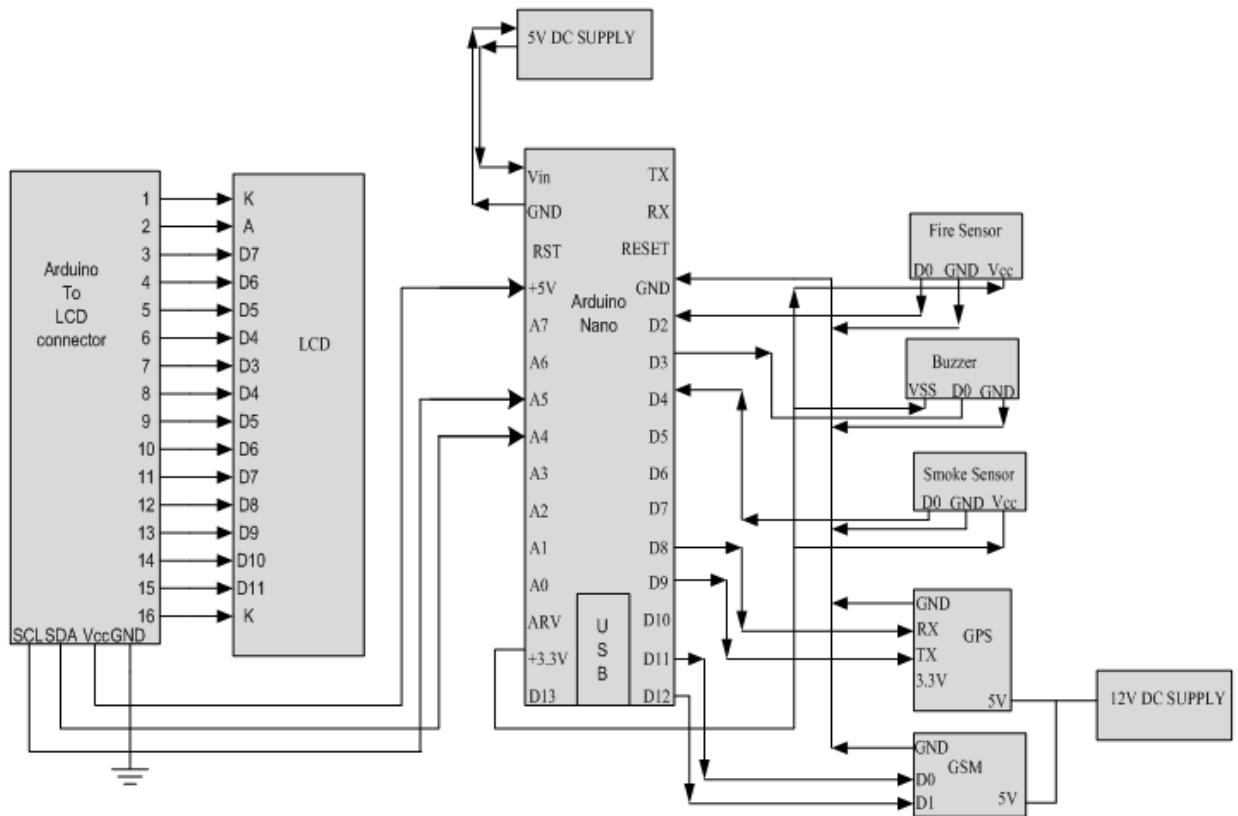 5V DC SUPPLY
Arduino
To
LCD
connector
1
2
3
4
5
6
7
8
9
10
11
12
13
14
15
16
SCL SDA Vcc GND
K
A
D7
D6
D5
D4
D3
D4
D5
D6
D7
D8
D9
D10
D11
K
LCD
Vin
GND
RST
+5V
A7
A6
A5
A4
A3
A2
A1
A0
ARV
+3.3V
D13
Arduino
Nano
U
S
B
TX
RX
RESET
GND
D2
D3
D4
D5
D6
D7
D8
D9
D10
D11
D12
Fire Sensor
D0 GND Vcc
Buzzer
VSS D0 GND
Smoke Sensor
D0 GND Vcc
GND
RX
TX
3.3V
GPS
5V
GND
D0
D1
GSM
5V
12V DC SUPPLY